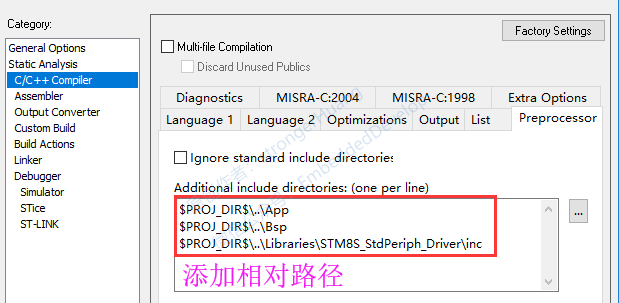 Category:
Factory Settings
General Options
Static Analysis
C/C++ Compiler
Assembler
Output Converter
Custom Build
Build Actions
Linker
Debugger
Simulator
STice
ST-LINK
Multi-file Compilation
Discard Unused Publics
Diagnostics MISRA-C:2004 MISRA-C:1998 Extra Options
Language 1 Language 2 Optimizations Output List Preprocessor
Ignore standard include directories
Additional include directories: (one per line)
$PROJ_DIR$\..\App
$PROJ_DIR$\..\Bsp
$PROJ_DIR$\..\Libraries\STM8S_StdPeriph_Driver\inc
...
添加相对路径